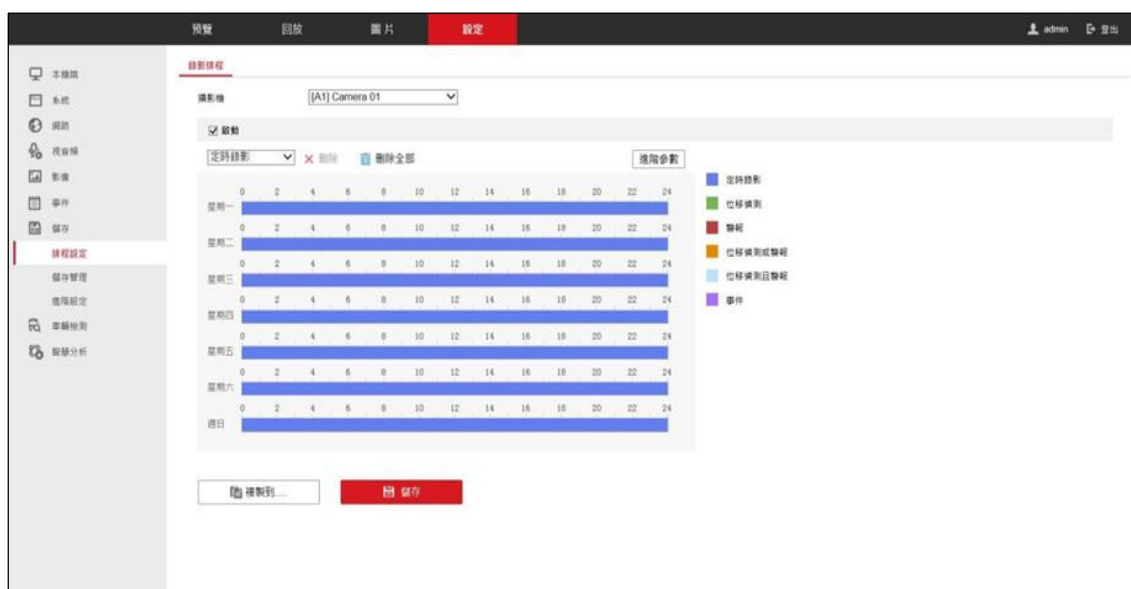 預覽 回放 圖片 設定 admin 登出
本機端
系統
網路
視音頻
影像
事件
儲存
排程設定
儲存管理
進階設定
車輛檢測
智慧分析
錄影排程
攝影機 [A1] Camera 01
啟動
定時錄影 刪除 刪除全部 進階參數
0 2 4 6 8 10 12 14 16 18 20 22 24
星期一
0 2 4 6 8 10 12 14 16 18 20 22 24
星期二
0 2 4 6 8 10 12 14 16 18 20 22 24
星期三
0 2 4 6 8 10 12 14 16 18 20 22 24
星期四
0 2 4 6 8 10 12 14 16 18 20 22 24
星期五
0 2 4 6 8 10 12 14 16 18 20 22 24
星期六
0 2 4 6 8 10 12 14 16 18 20 22 24
週日
定時錄影
位移偵測
警報
位移偵測或警報
位移偵測且警報
事件
複製到......
儲存